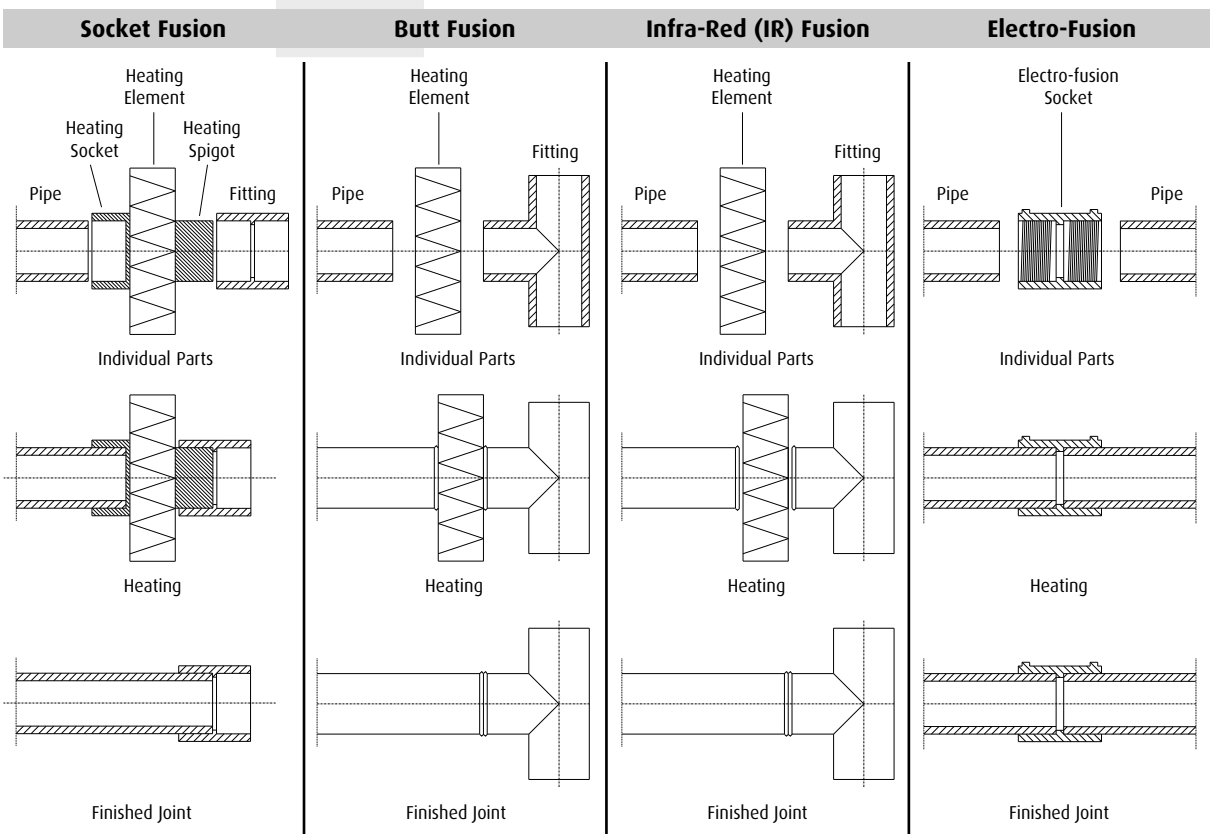 Socket Fusion
Butt Fusion
Infra-Red (IR) Fusion
Electro-Fusion
Heating
Element
Heating
Socket
Heating
Spigot
Pipe
Fitting
Individual Parts
Heating
Finished Joint
Heating
Element
Fitting
Pipe
Individual Parts
Heating
Finished Joint
Heating
Element
Fitting
Pipe
Individual Parts
Heating
Finished Joint
Electro-fusion
Socket
Pipe
Pipe
Individual Parts
Heating
Finished Joint